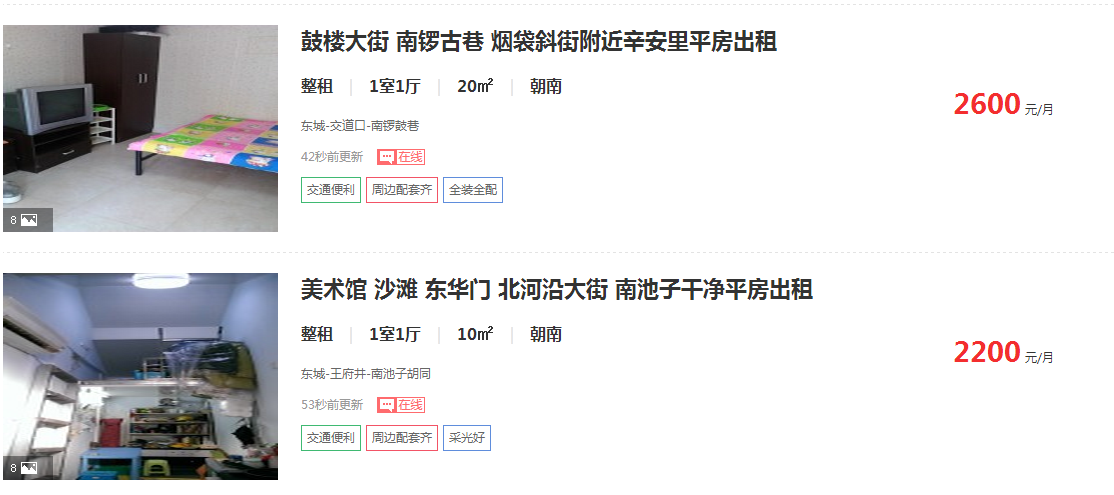 鼓楼大街 南锣古巷 烟袋斜街附近辛安里平房出租
整租 1室1厅 20㎡ 朝南
2600 元/月
东城-交道口-南锣鼓巷
42秒前更新 在线
交通便利 周边配套齐 全装全配
8
美术馆 沙滩 东华门 北河沿大街 南池子干净平房出租
整租 1室1厅 10㎡ 朝南
2200 元/月
东城-王府井-南池子胡同
53秒前更新 在线
交通便利 周边配套齐 采光好
8